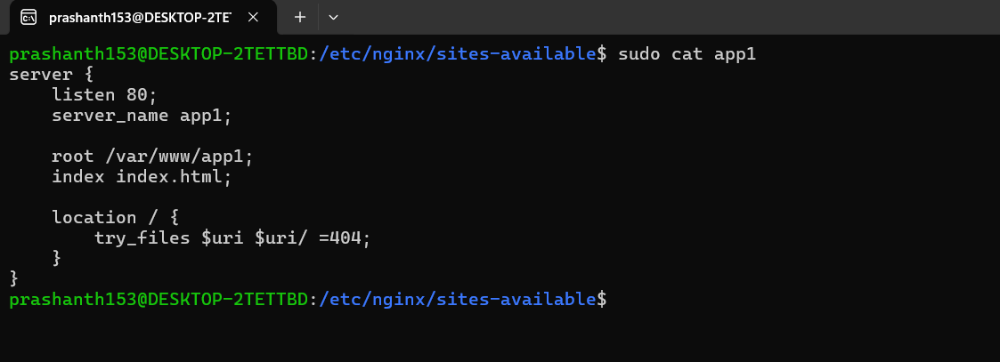 prashanth153@DESKTOP-2TE
prashanth153@DESKTOP-2TETTBD:/etc/nginx/sites-available$ sudo cat app1
server {
    listen 80;
    server_name app1;

    root /var/www/app1;
    index index.html;

    location / {
        try_files $uri $uri/ =404;
    }
}
prashanth153@DESKTOP-2TETTBD:/etc/nginx/sites-available$